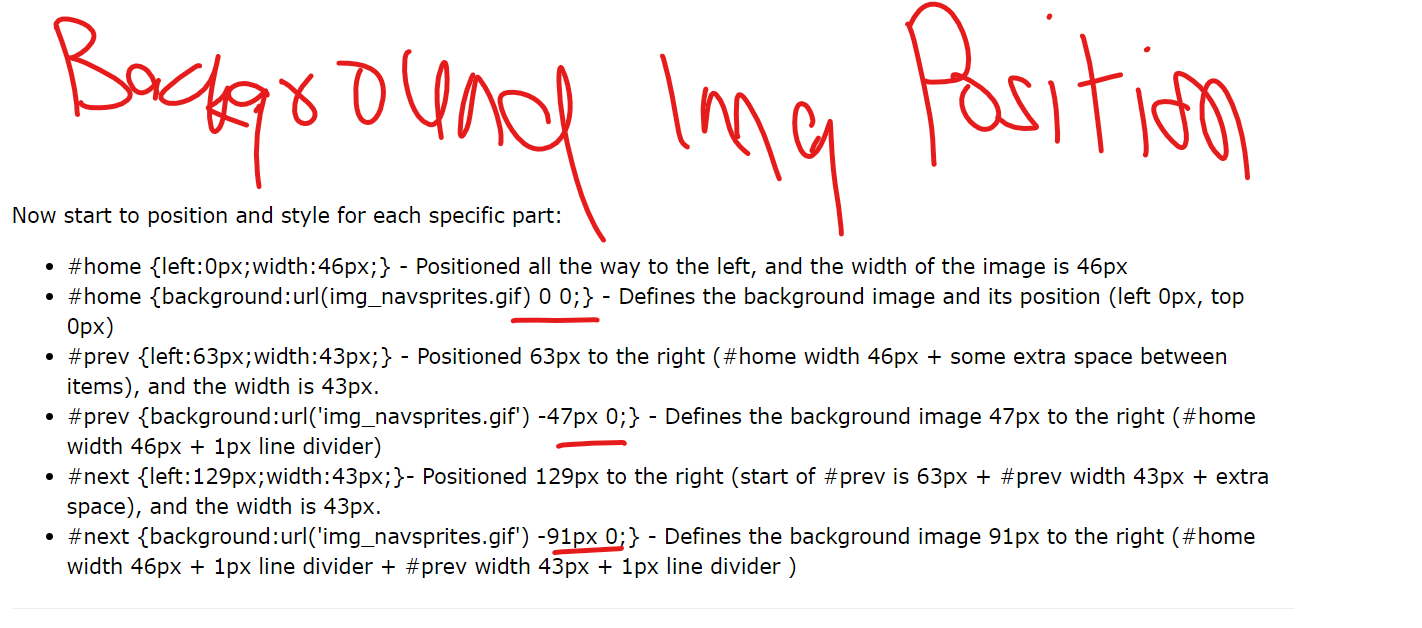 Background Img Position
Now start to position and style for each specific part:
• #home {left:0px;width:46px;} - Positioned all the way to the left, and the width of the image is 46px
• #home {background:url(img_navsprites.gif) 0 0;} - Defines the background image and its position (left 0px, top
0px)
• #prev {left:63px;width:43px;} - Positioned 63px to the right (#home width 46px + some extra space between
items), and the width is 43px.
• #prev {background:url('img_navsprites.gif') -47px 0;} - Defines the background image 47px to the right (#home
width 46px + 1px line divider)
• #next {left:129px;width:43px;}- Positioned 129px to the right (start of #prev is 63px + #prev width 43px + extra
space), and the width is 43px.
• #next {background:url('img_navsprites.gif') -91px 0;} - Defines the background image 91px to the right (#home
width 46px + 1px line divider + #prev width 43px + 1px line divider )